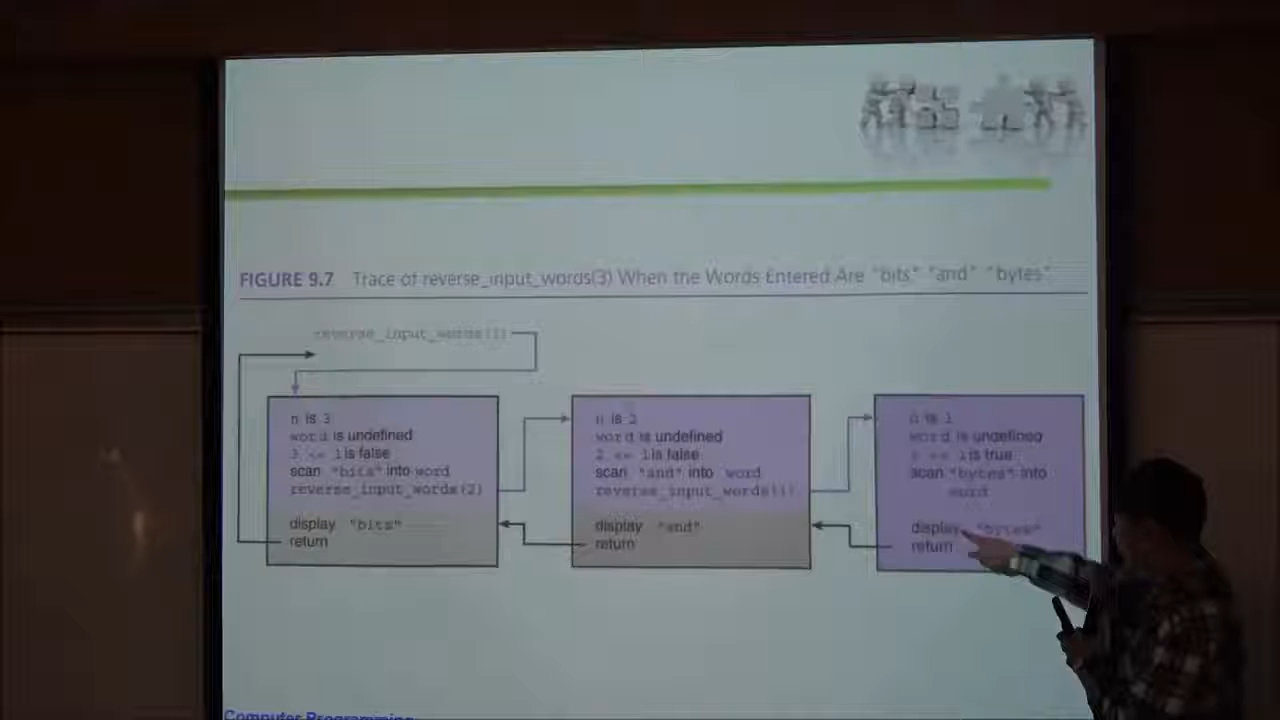 FIGURE 9.7 Trace of reverse_input_words(3) When the Words Entered Are "bits" "and" "bytes"
reverse_input_words(3)
n is 3
word is undefined
3 <= 1 is false
scan "bits" into word
reverse_input_words(2)
display "bits"
return
n is 2
word is undefined
2 <= 1 is false
scan "and" into word
reverse_input_words(1)
display "and"
return
n is 1
word is undefined
1 <= 1 is true
scan "bytes" into
word
display "bytes"
return
Computer Programming